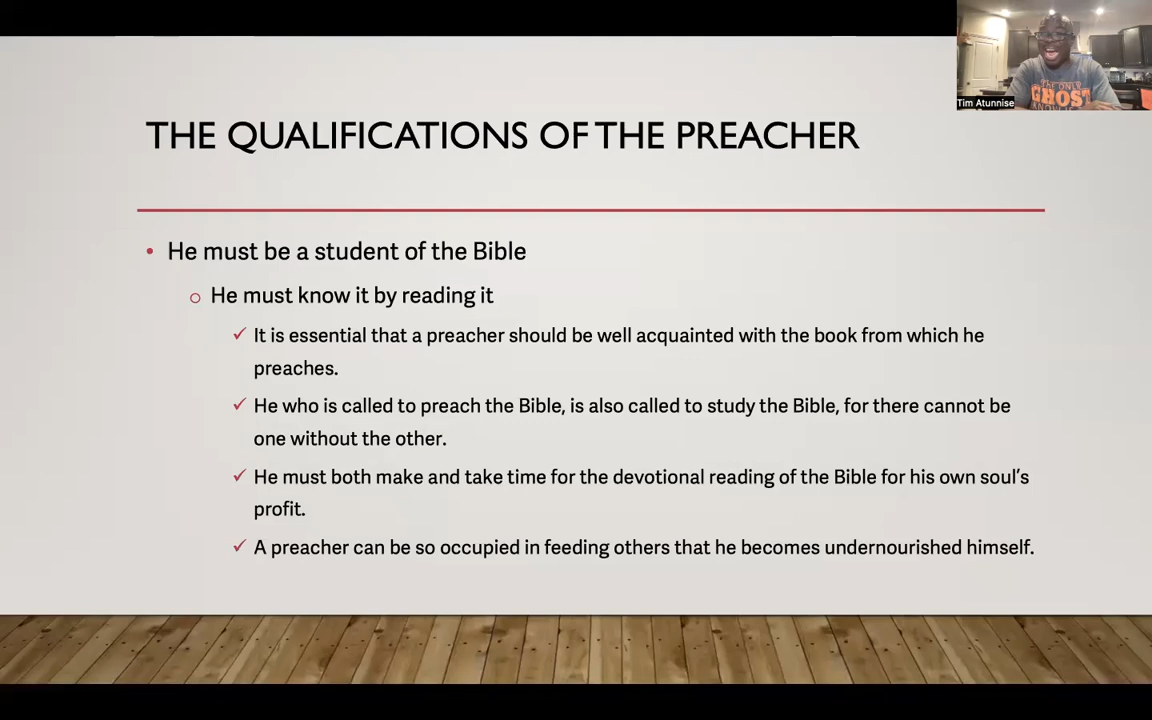 Tim Atunnise
THE ONLY
GHOST
THE QUALIFICATIONS OF THE PREACHER
• He must be a student of the Bible
o He must know it by reading it
✓ It is essential that a preacher should be well acquainted with the book from which he
preaches.
✓ He who is called to preach the Bible, is also called to study the Bible, for there cannot be
one without the other.
✓ He must both make and take time for the devotional reading of the Bible for his own soul's
profit.
✓ A preacher can be so occupied in feeding others that he becomes undernourished himself.